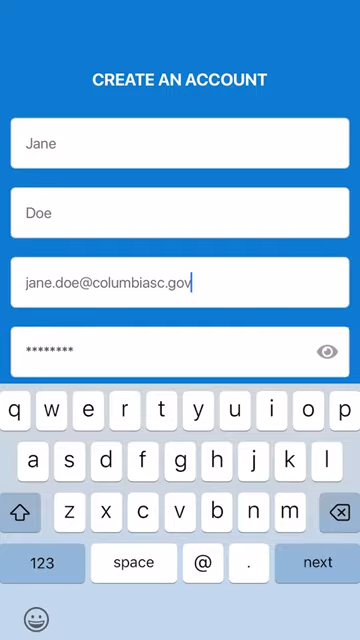 CREATE AN ACCOUNT
Jane
Doe
jane.doe@columbiasc.gov
********
q w e r t y u i o p
a s d f g h j k l
z x c v b n m
123 space @ . next